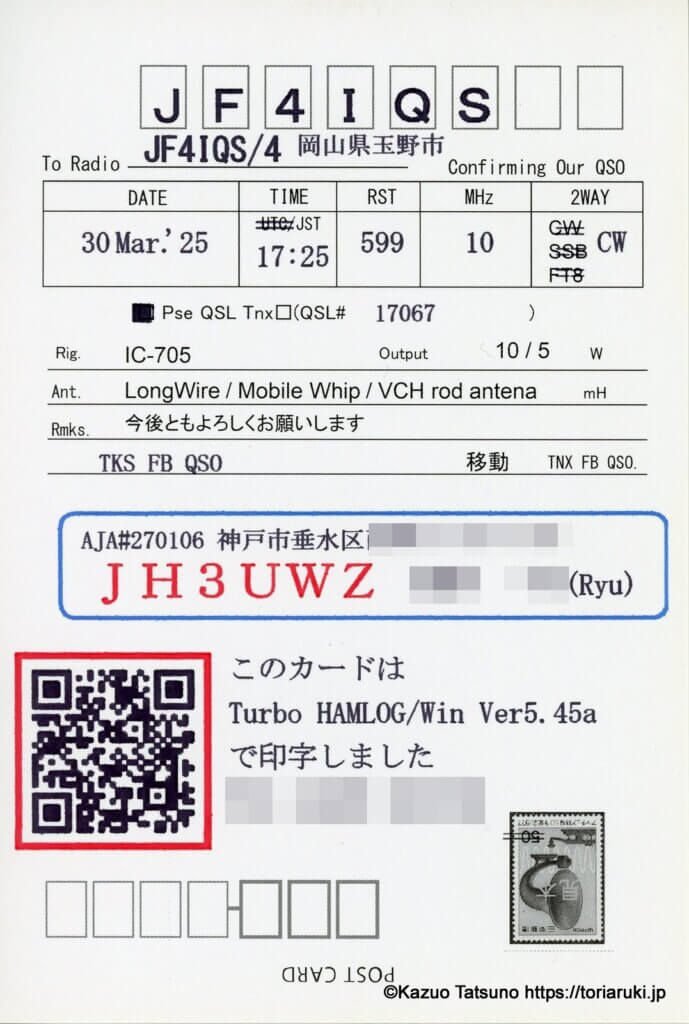 JF4IQS
JF4IQS/4 岡山県玉野市
To Radio
Confirming Our QSO
DATE TIME RST MHz 2WAY
UTC/JST
30 Mar.'25 17:25 599 10 CW
CW
SSB
FT8
Pse QSL Tnx□(QSL# 17067 )
Rig. IC-705 Output 10 / 5 W
Ant. LongWire / Mobile Whip / VCH rod antena mH
Rmks. 今後ともよろしくお願いします
TKS FB QSO 移動 TNX FB QSO.
AJA#270106 神戸市垂水区
JH3UWZ (Ryu)
このカードは
Turbo HAMLOG/Win Ver5.45a
で印字しました
50
見本
POST CARD
©Kazuo Tatsuno https://toriaruki.jp